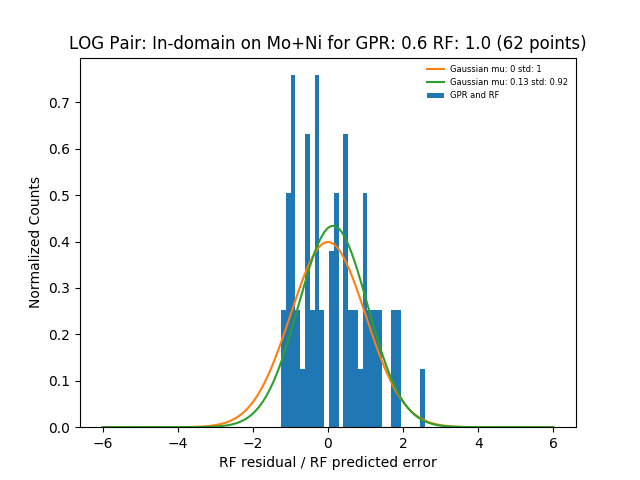 LOG Pair: In-domain on Mo+Ni for GPR: 0.6 RF: 1.0 (62 points)
Gaussian mu: 0 std: 1
Gaussian mu: 0.13 std: 0.92
GPR and RF
Normalized Counts
0.7
0.6
0.5
0.4
0.3
0.2
0.1
0.0
−6 −4 −2 0 2 4 6
RF residual / RF predicted error